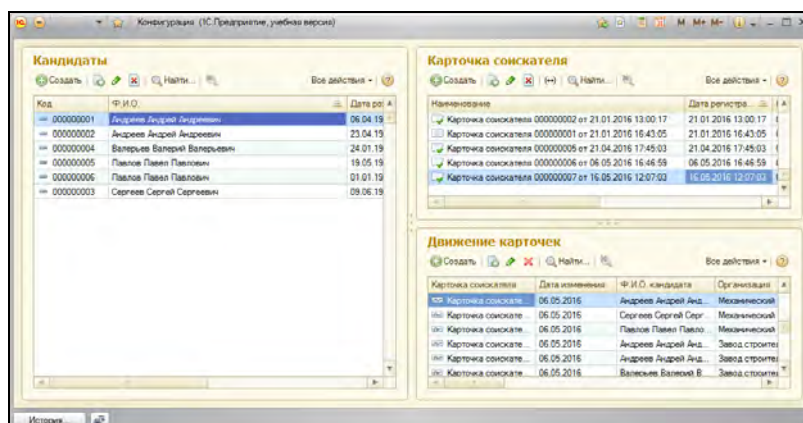 Конфигурация (1С:Предприятие, учебная версия)
M M+ M-
Кандидаты
Создать Найти... Все действия
Код Ф.И.О. Дата ро
000000001 Андреев Андрей Андреевич 06.04.19
000000002 Андреев Андрей Андреевич 23.04.19
000000004 Валерьев Валерий Валерьевич 24.01.19
000000005 Павлов Павел Павлович 19.05.19
000000006 Павлов Павел Павлович 01.01.19
000000003 Сергеев Сергей Сергеевич 09.06.19
Карточка соискателя
Создать Найти... Все действия
Наименование Дата регистра...
Карточка соискателя 000000002 от 21.01.2016 13:00:17 21.01.2016 13:00:17
Карточка соискателя 000000001 от 21.01.2016 16:43:05 21.01.2016 16:43:05
Карточка соискателя 000000005 от 21.04.2016 17:45:03 21.04.2016 17:45:03
Карточка соискателя 000000006 от 06.05.2016 16:46:59 06.05.2016 16:46:59
Карточка соискателя 000000007 от 16.05.2016 12:07:03 16.05.2016 12:07:03
Движение карточек
Создать Найти... Все действия
Карточка соискателя Дата изменения Ф.И.О. кандидата Организация
Карточка соискате... 06.05.2016 Андреев Андрей Анд... Механический
Карточка соискате... 06.05.2016 Сергеев Сергей Серг... Механический
Карточка соискате... 06.05.2016 Павлов Павел Павло... Механический
Карточка соискате... 06.05.2016 Андреев Андрей Анд... Завод строител
Карточка соискате... 06.05.2016 Андреев Андрей Анд... Завод строител
Карточка соискате... 06.05.2016 Валерьев Валерий В... Завод строител
История...